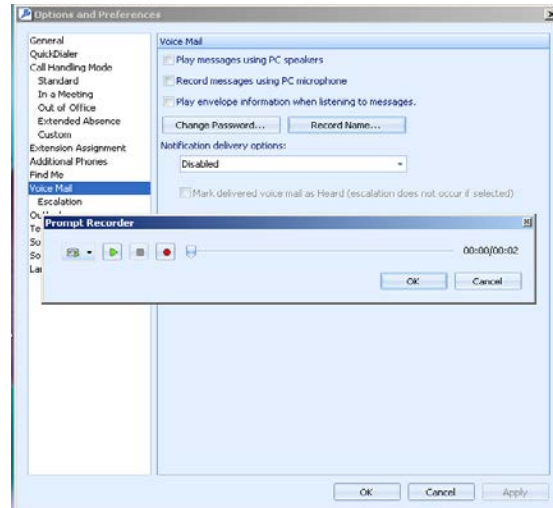 Options and Preferences
General
QuickDialer
Call Handling Mode
Standard
In a Meeting
Out of Office
Extended Absence
Custom
Extension Assignment
Additional Phones
Find Me
Voice Mail
Escalation
Voice Mail
Play messages using PC speakers
Record messages using PC microphone
Play envelope information when listening to messages.
Change Password... Record Name...
Notification delivery options:
Disabled
Mark delivered voice mail as Heard (escalation does not occur if selected)
Prompt Recorder
00:00/00:02
OK Cancel
OK Cancel Apply